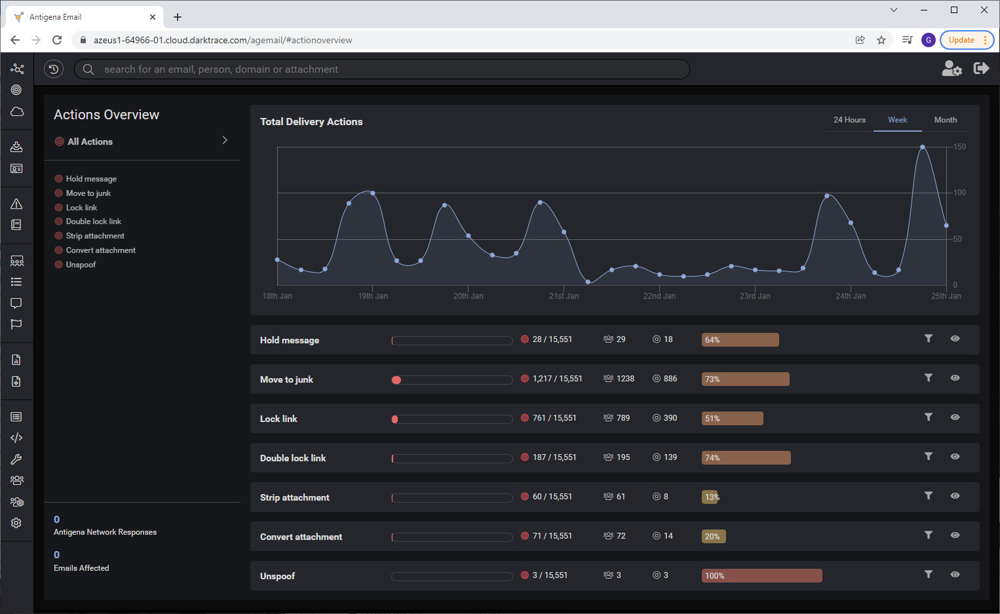 Antigena Email
azeus1-64966-01.cloud.darktrace.com/agemail/#actionoverview
G
Update
search for an email, person, domain or attachment
Actions Overview
All Actions
Hold message
Move to junk
Lock link
Double lock link
Strip attachment
Convert attachment
Unspoof
0
Antigena Network Responses
0
Emails Affected
Total Delivery Actions
24 Hours Week Month
150
100
50
0
18th Jan 19th Jan 20th Jan 21st Jan 22nd Jan 23rd Jan 24th Jan 25th Jan
Hold message 28 / 15,551 29 18 64%
Move to junk 1,217 / 15,551 1238 886 73%
Lock link 761 / 15,551 789 390 51%
Double lock link 187 / 15,551 195 139 74%
Strip attachment 60 / 15,551 61 8 13%
Convert attachment 71 / 15,551 72 14 20%
Unspoof 3 / 15,551 3 3 100%